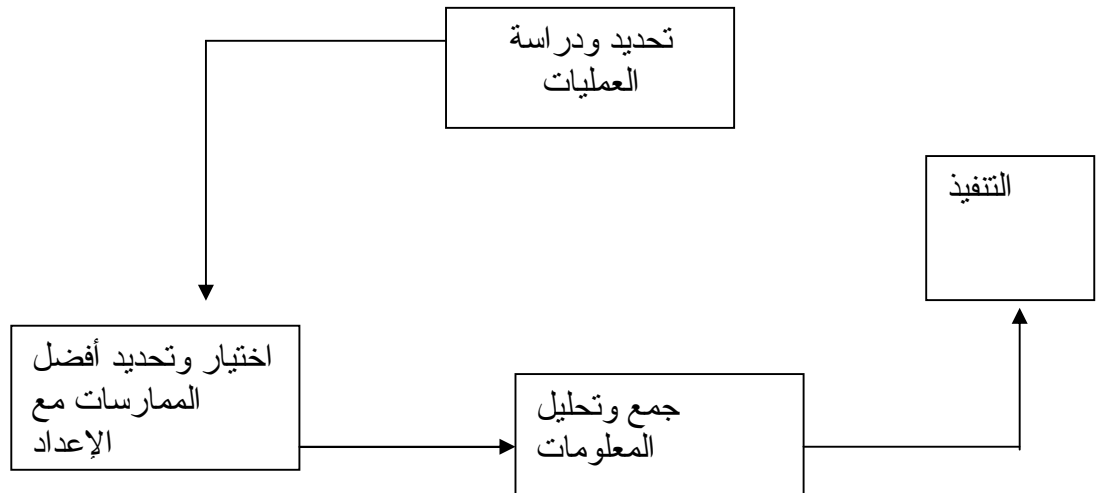 تحديد ودراسة
العمليات
التنفيذ
اختيار وتحديد أفضل
الممارسات مع
الإعداد
جمع وتحليل
المعلومات